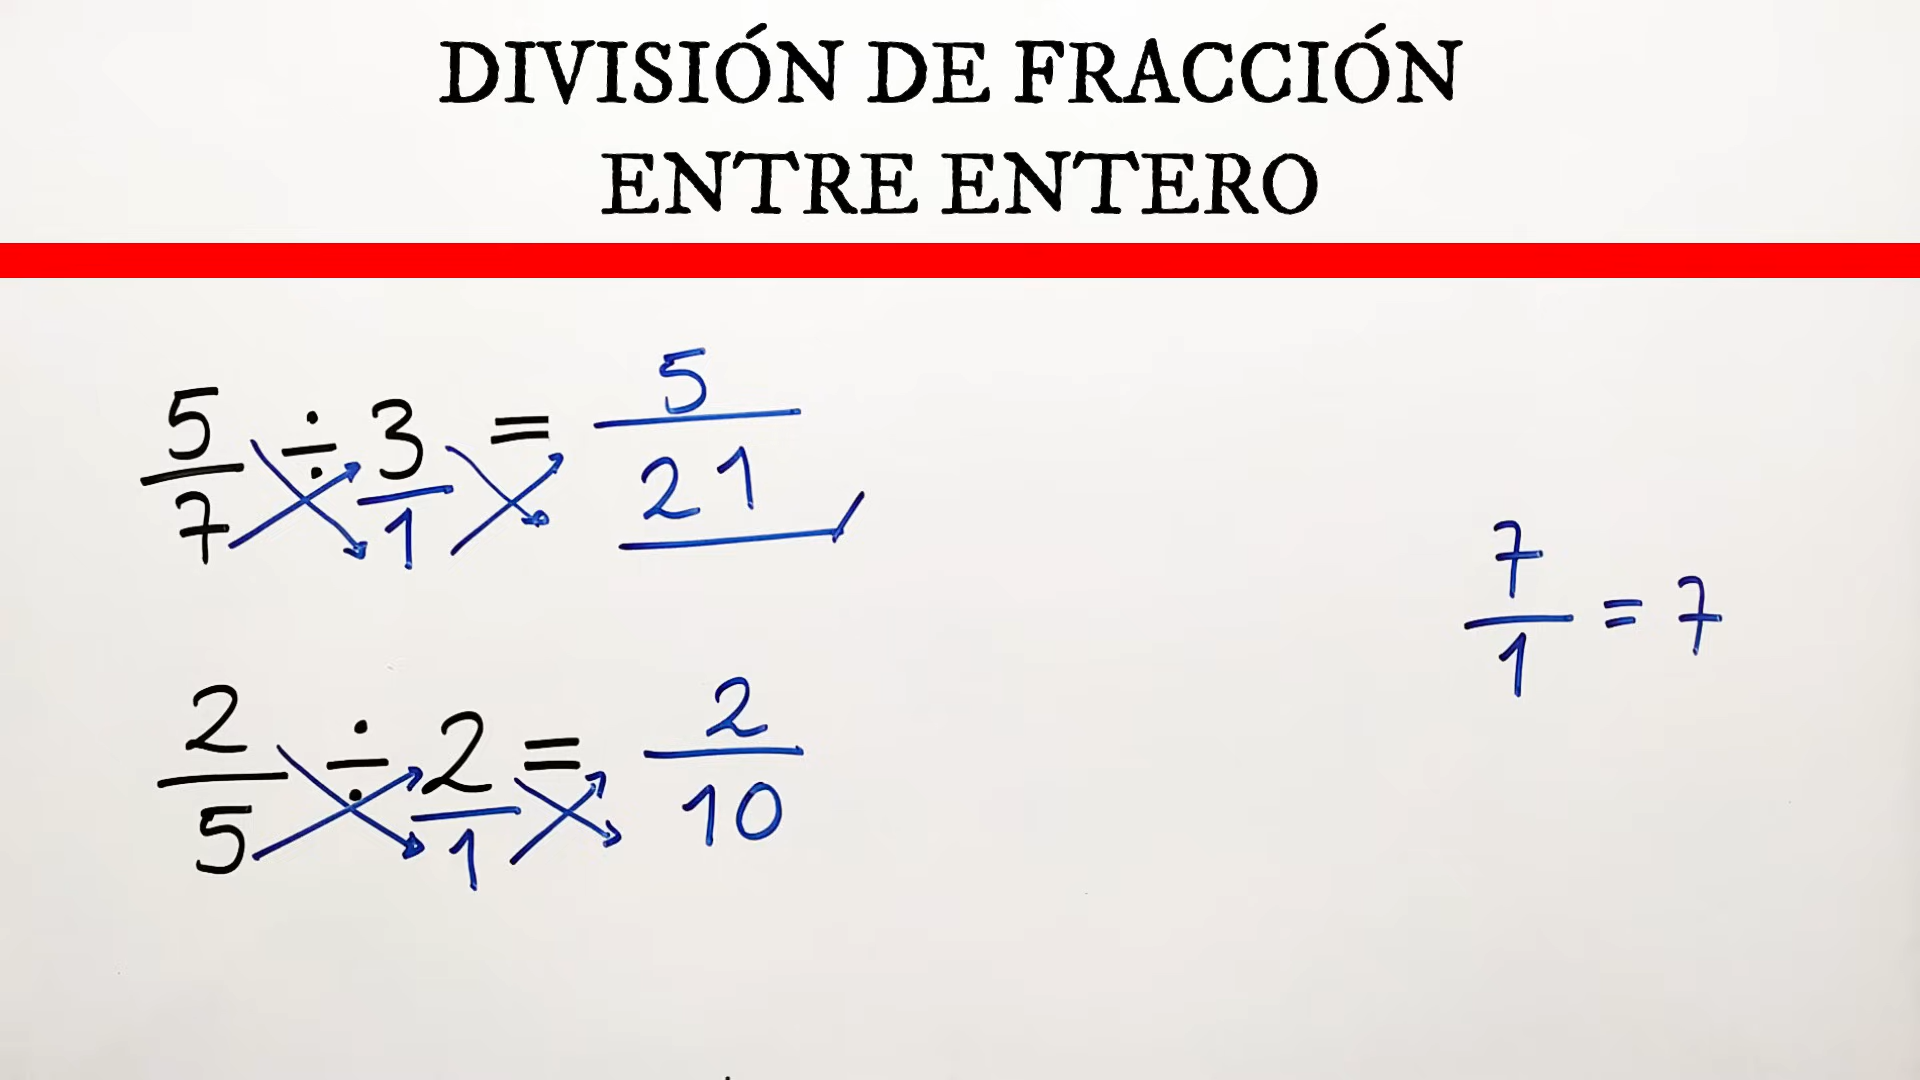 DIVISIÓN DE FRACCIÓN
ENTRE ENTERO
5/7 ÷ 3/1 = 5/21
7/1 = 7
2/5 ÷ 2/1 = 2/10